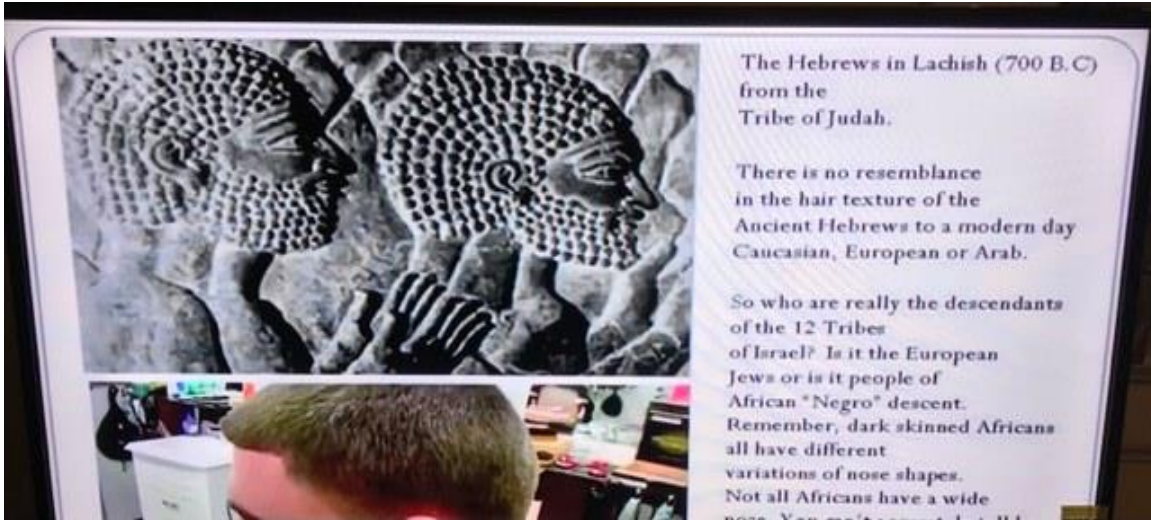 The Hebrews in Lachish (700 B.C)
from the
Tribe of Judah.
There is no resemblance
in the hair texture of the
Ancient Hebrews to a modern day
Caucasian, European or Arab.
So who are really the descendants
of the 12 Tribes
of Israel? Is it the European
Jews or is it people of
African "Negro" descent.
Remember, dark skinned Africans
all have different
variations of nose shapes.
Not all Africans have a wide